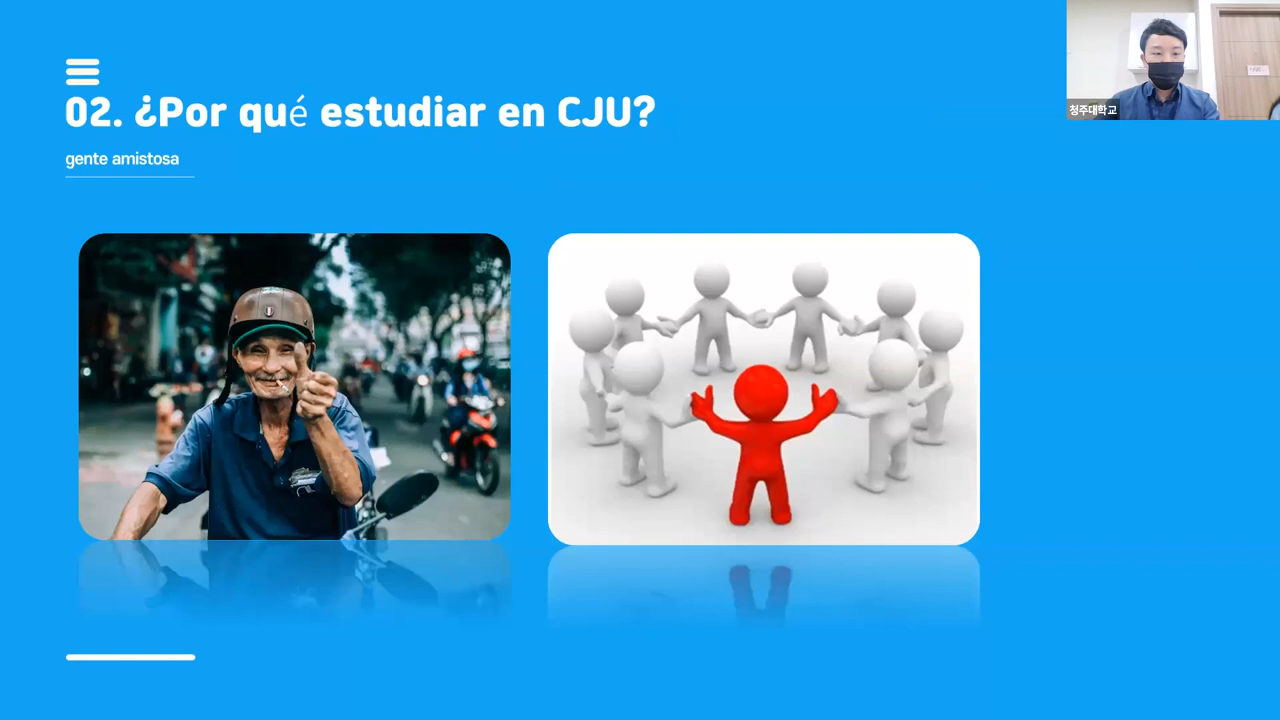 02. ¿Por qué estudiar en CJU?
gente amistosa
청주대학교